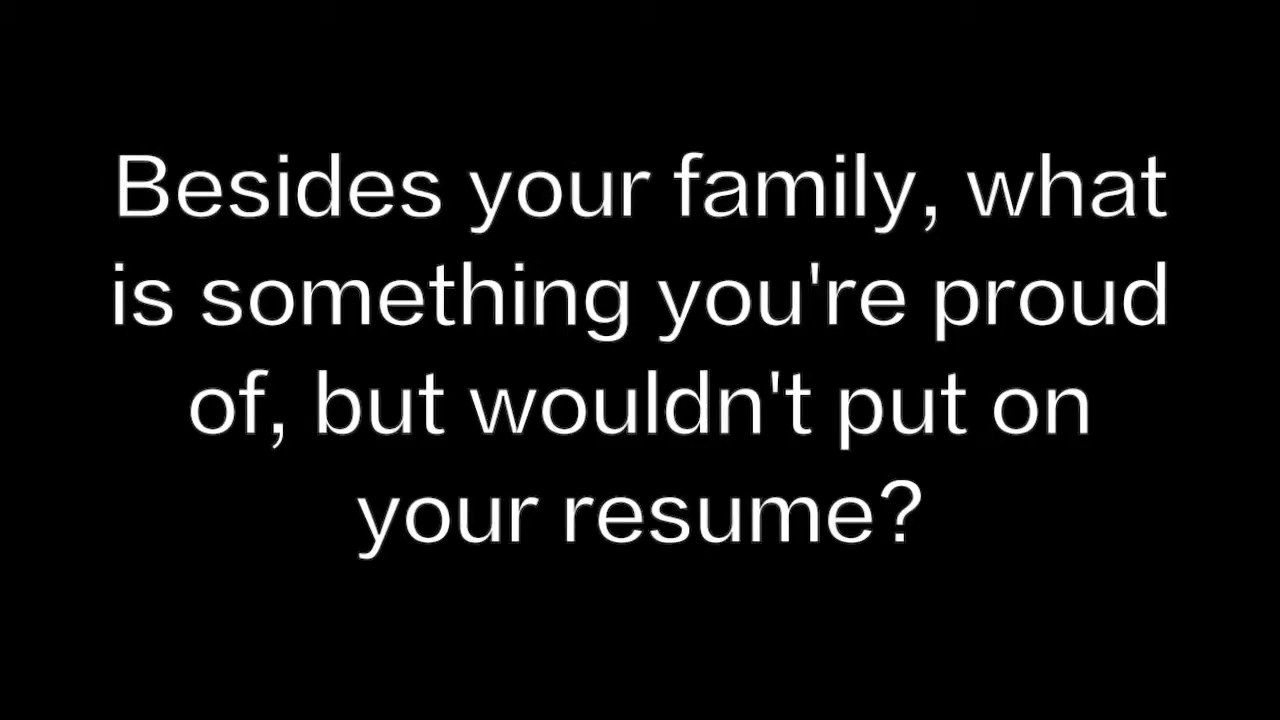 Besides your family, what
is something you're proud
of, but wouldn't put on
your resume?